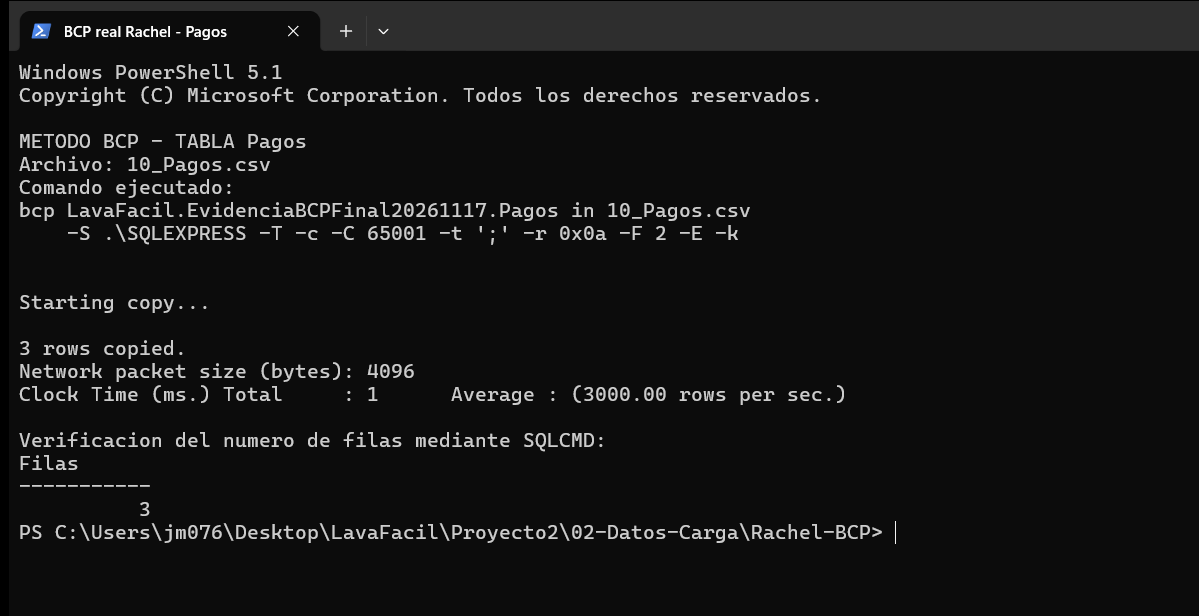 BCP real Rachel - Pagos
Windows PowerShell 5.1
Copyright (C) Microsoft Corporation. Todos los derechos reservados.
METODO BCP - TABLA Pagos
Archivo: 10_Pagos.csv
Comando ejecutado:
bcp LavaFacil.EvidenciaBCPFinal20261117.Pagos in 10_Pagos.csv
-S .\SQLEXPRESS -T -c -C 65001 -t ';' -r 0x0a -F 2 -E -k
Starting copy...
3 rows copied.
Network packet size (bytes): 4096
Clock Time (ms.) Total     : 1      Average : (3000.00 rows per sec.)
Verificacion del numero de filas mediante SQLCMD:
Filas
-----------
3
PS C:\Users\jm076\Desktop\LavaFacil\Proyecto2\02-Datos-Carga\Rachel-BCP>